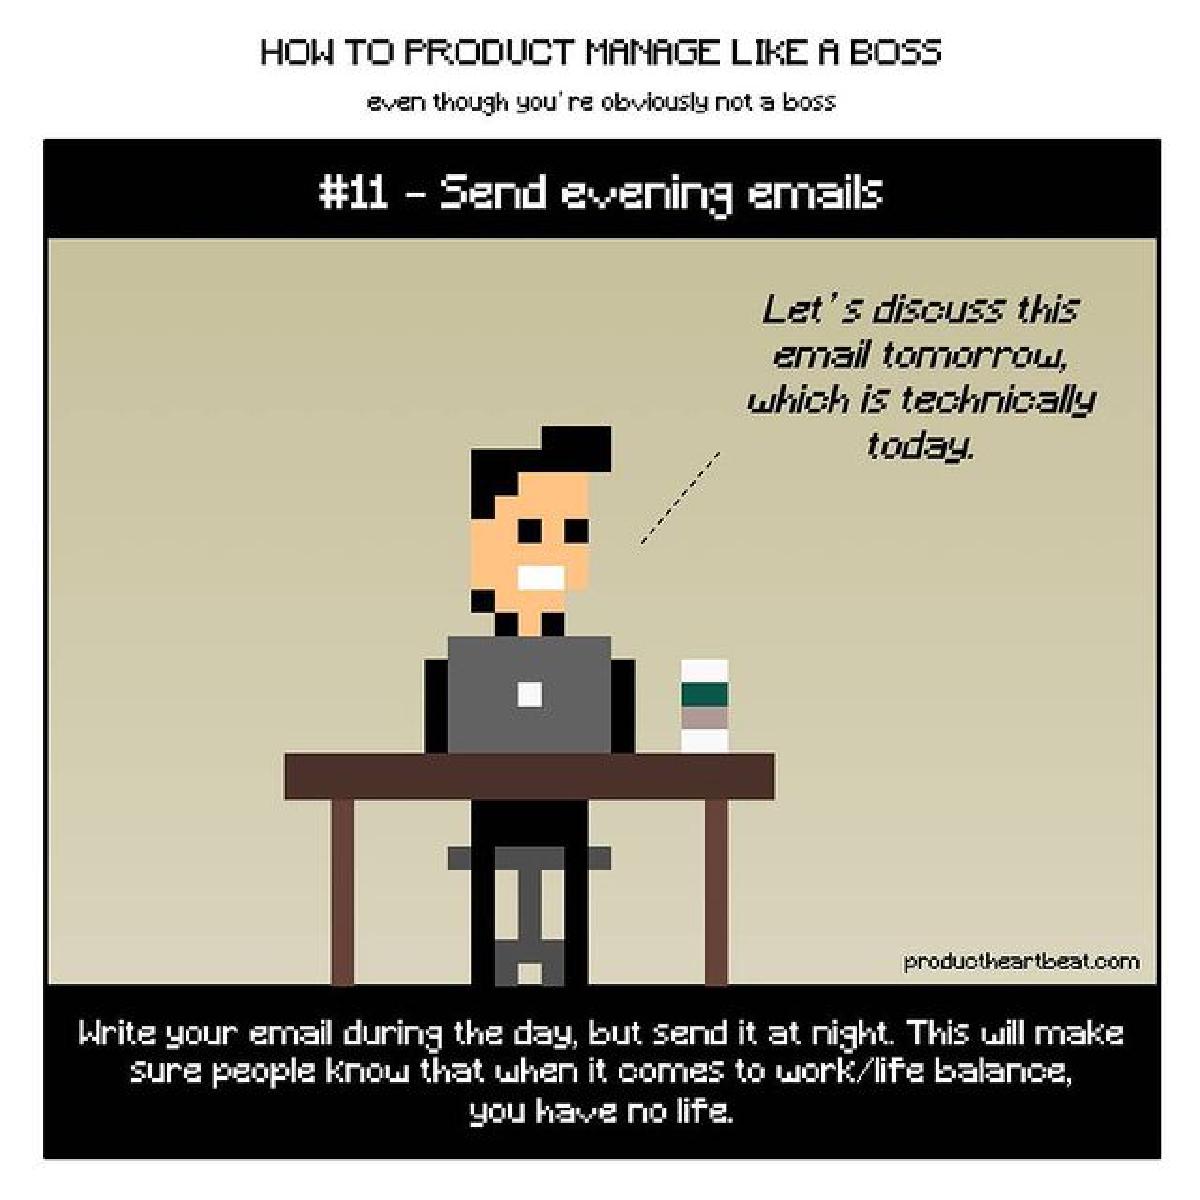 HOW TO PRODUCT MANAGE LIKE A BOSS
even though you're obviously not a boss
#11 - Send evening emails
Let's discuss this
email tomorrow,
which is technically
today.
productheartbeat.com
Write your email during the day, but send it at night. This will make
sure people know that when it comes to work/life balance,
you have no life.